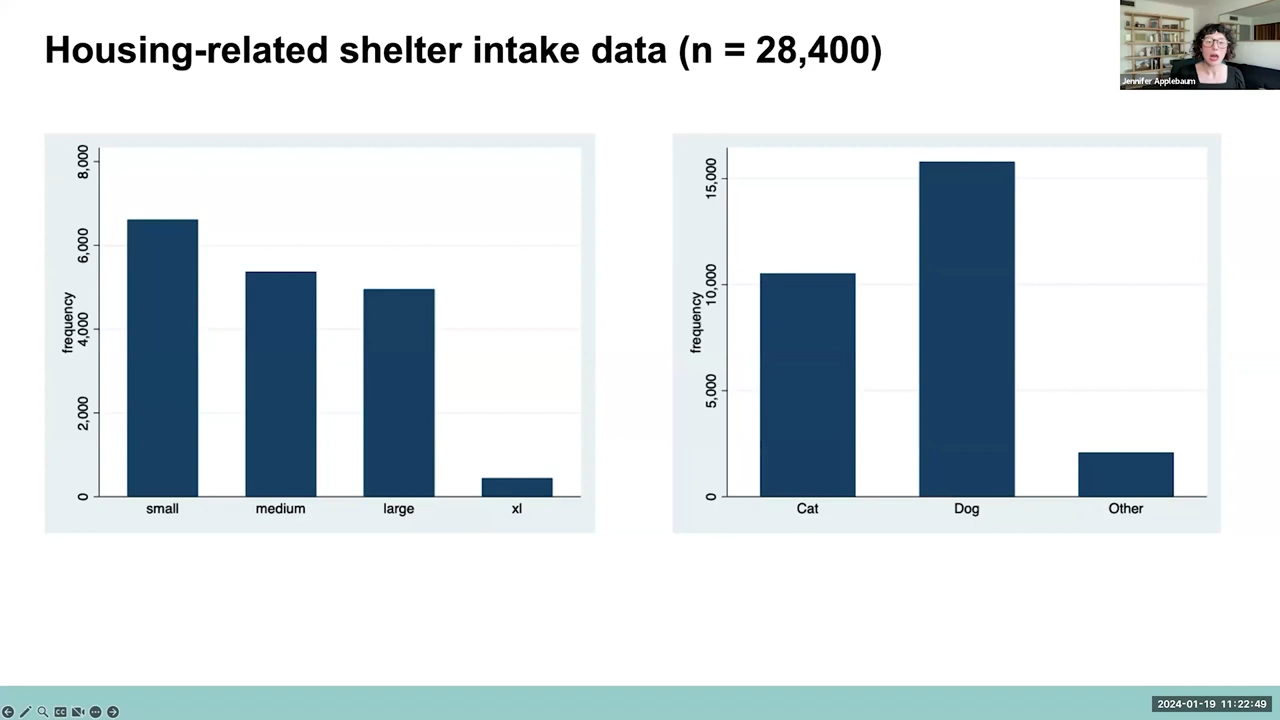 Housing-related shelter intake data (n = 28,400)
Jennifer Applebaum
frequency
8,000
6,000
4,000
2,000
0
small medium large xl
frequency
15,000
10,000
5,000
0
Cat Dog Other
CC
2024-01-19 11:22:49